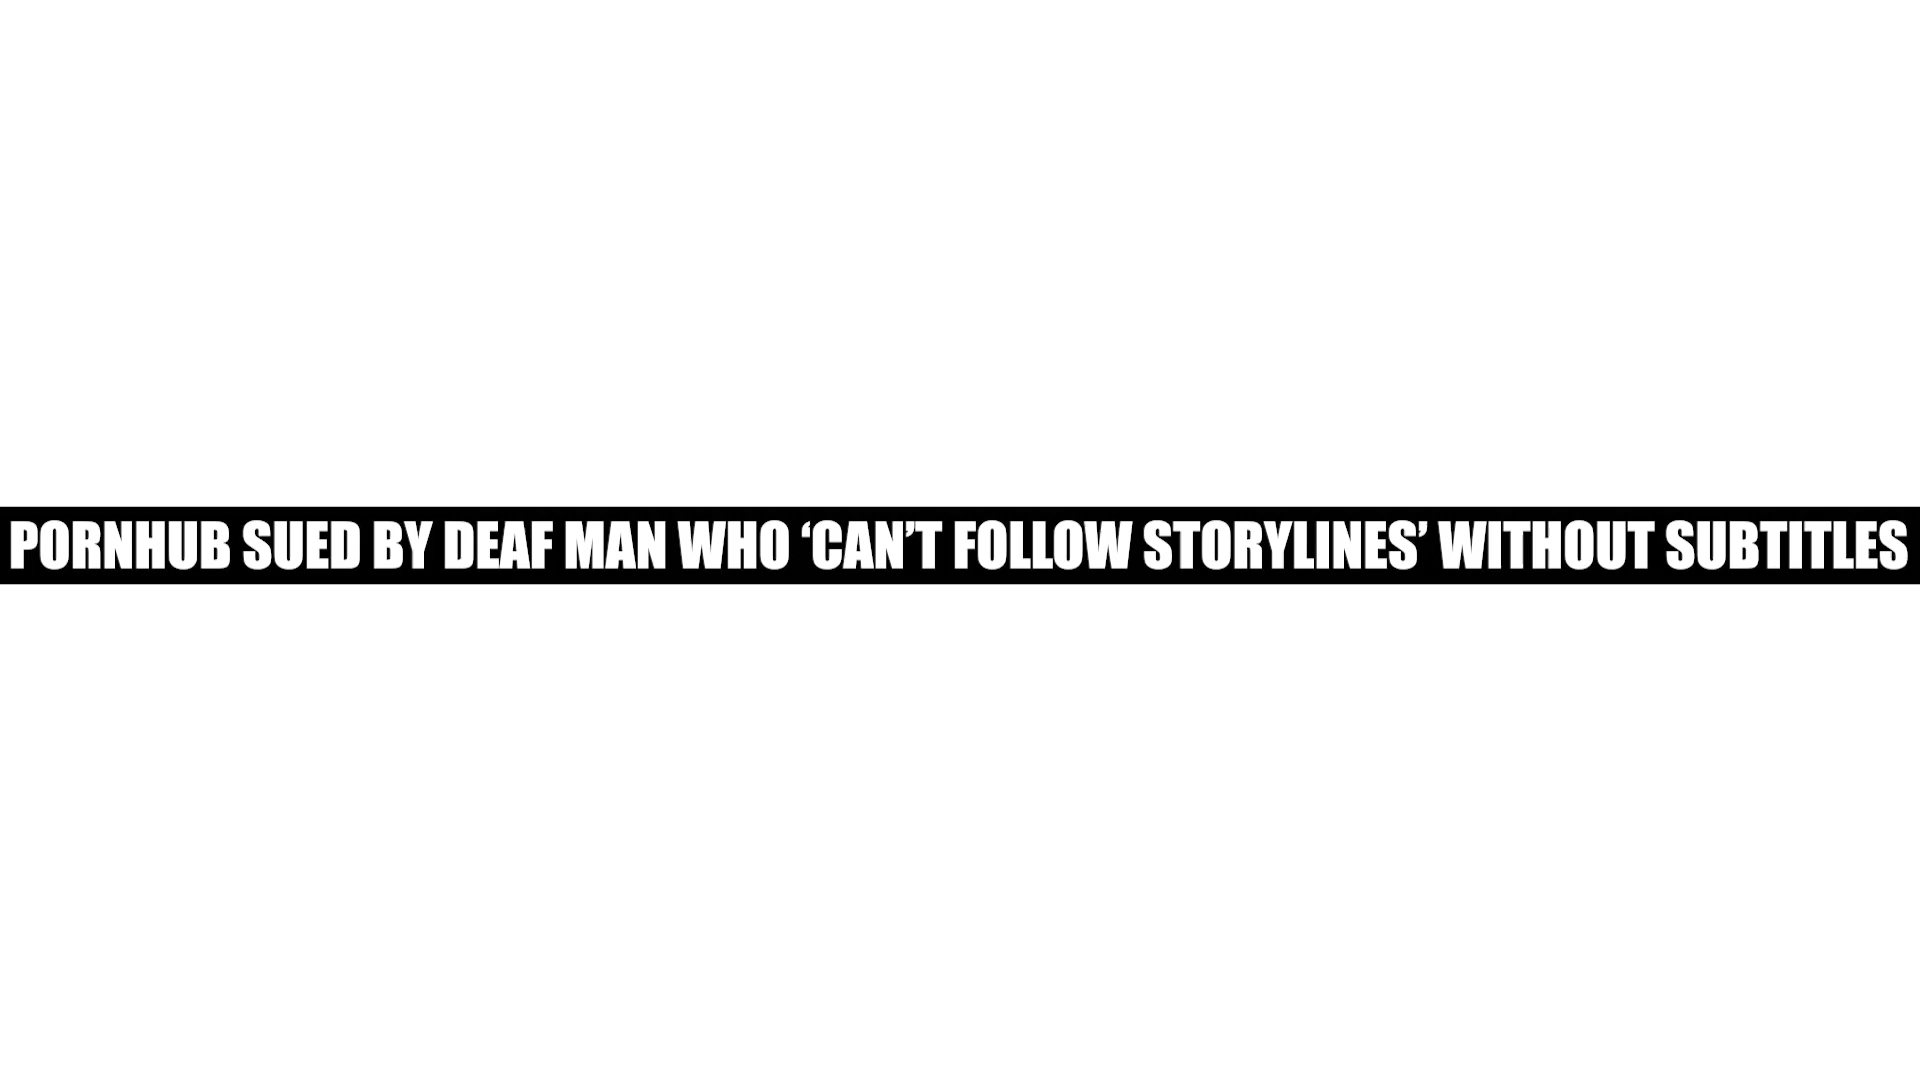 PORNHUB SUED BY DEAF MAN WHO ‘CAN’T FOLLOW STORYLINES’ WITHOUT SUBTITLES